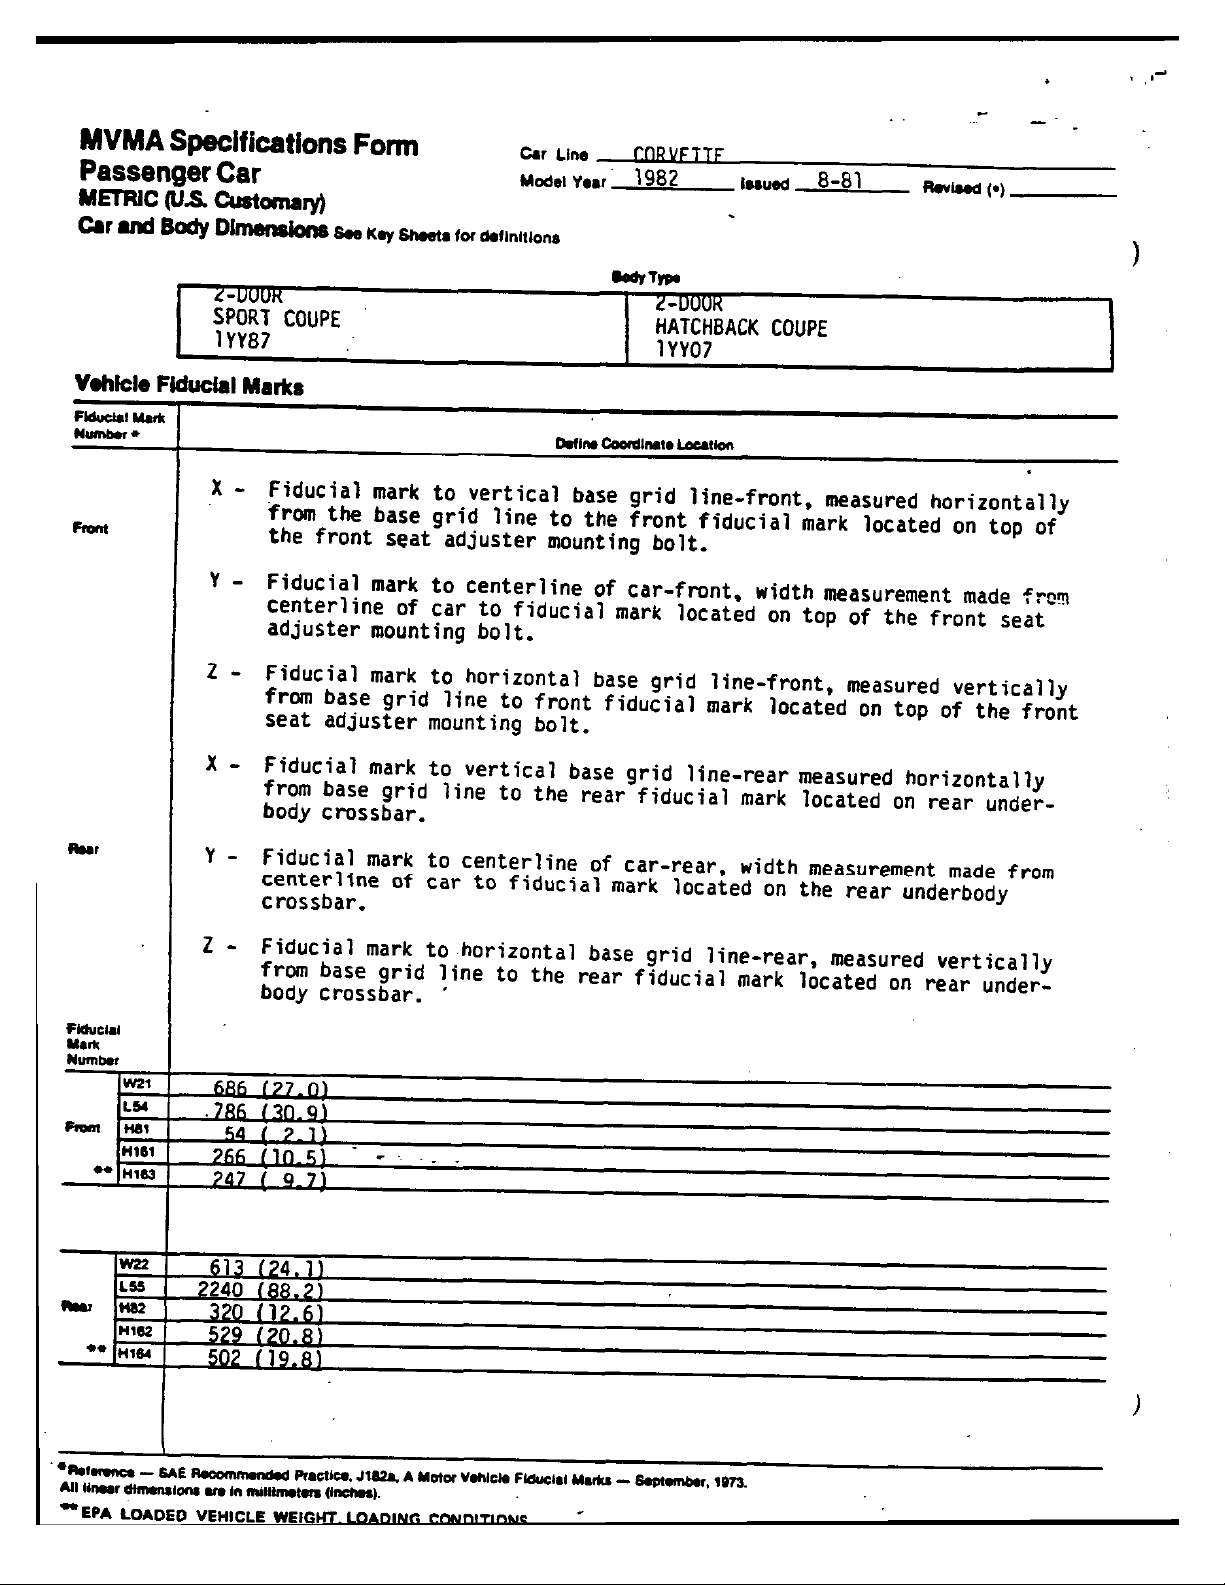 MVMA Specifications Form
Passenger Car
METRIC (U.S. Customary)
Car and Body Dimensions See Key Sheets for definitions
Car Line CORVETTE
Model Year 1982 Issued 8-81 Revised (•)
Body Type
2-DOOR
SPORT COUPE
1YY87
2-DOOR
HATCHBACK COUPE
1YY07
Vehicle Fiducial Marks
Fiducial Mark
Number *
Define Coordinate Location
Front
X - Fiducial mark to vertical base grid line-front, measured horizontally
from the base grid line to the front fiducial mark located on top of
the front seat adjuster mounting bolt.
Y - Fiducial mark to centerline of car-front, width measurement made from
centerline of car to fiducial mark located on top of the front seat
adjuster mounting bolt.
Z - Fiducial mark to horizontal base grid line-front, measured vertically
from base grid line to front fiducial mark located on top of the front
seat adjuster mounting bolt.
X - Fiducial mark to vertical base grid line-rear measured horizontally
from base grid line to the rear fiducial mark located on rear under-
body crossbar.
Rear
Y - Fiducial mark to centerline of car-rear, width measurement made from
centerline of car to fiducial mark located on the rear underbody
crossbar.
Z - Fiducial mark to horizontal base grid line-rear, measured vertically
from base grid line to the rear fiducial mark located on rear under-
body crossbar.
Fiducial
Mark
Number
Front
W21 686 (27.0)
L54 786 (30.9)
H81 54 ( 2.1)
H161 266 (10.5)
** H163 247 ( 9.7)
Rear
W22 613 (24.1)
L55 2240 (88.2)
H82 320 (12.6)
H162 529 (20.8)
** H164 502 (19.8)
*Reference — SAE Recommended Practice, J182a, A Motor Vehicle Fiducial Marks — September, 1973.
All linear dimensions are in millimeters (inches).
** EPA LOADED VEHICLE WEIGHT LOADING CONDITIONS